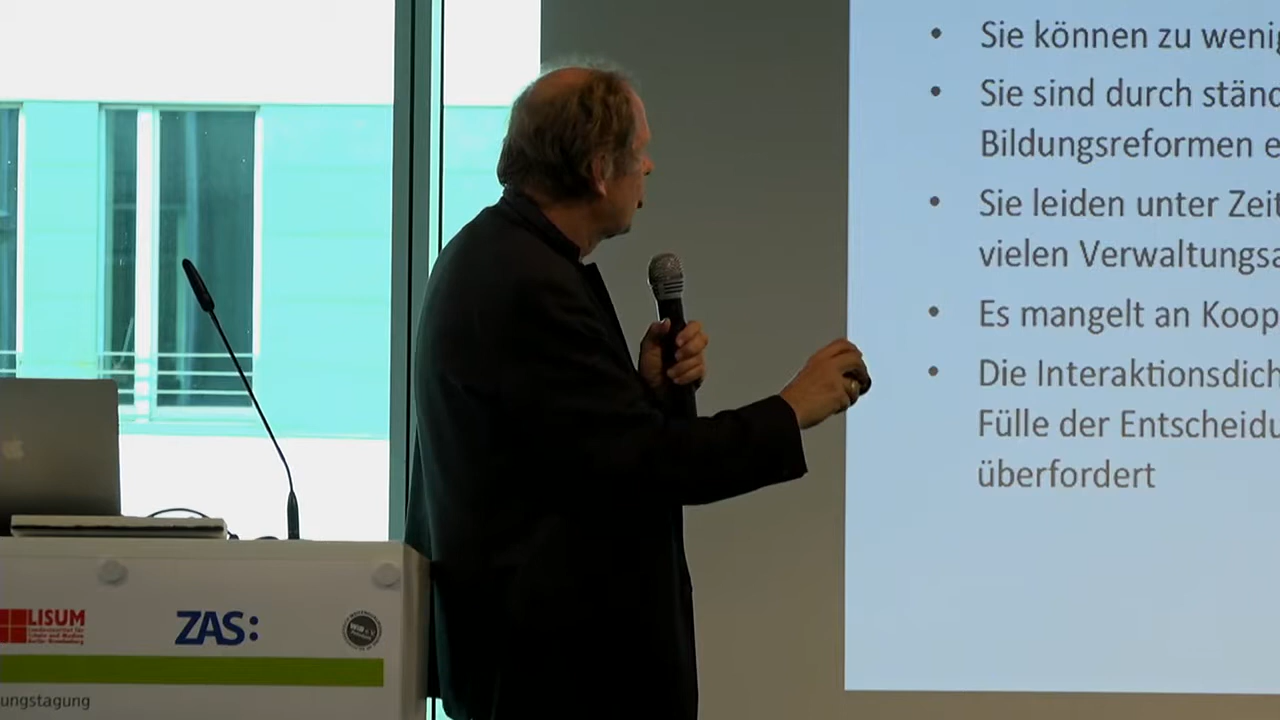 Sie können zu wenig
Sie sind durch ständ
Bildungsreformen e
Sie leiden unter Zeit
vielen Verwaltungsa
Es mangelt an Koop
Die Interaktionsdich
Fülle der Entscheidu
überfordert
LISUM
ZAS:
ungstagung